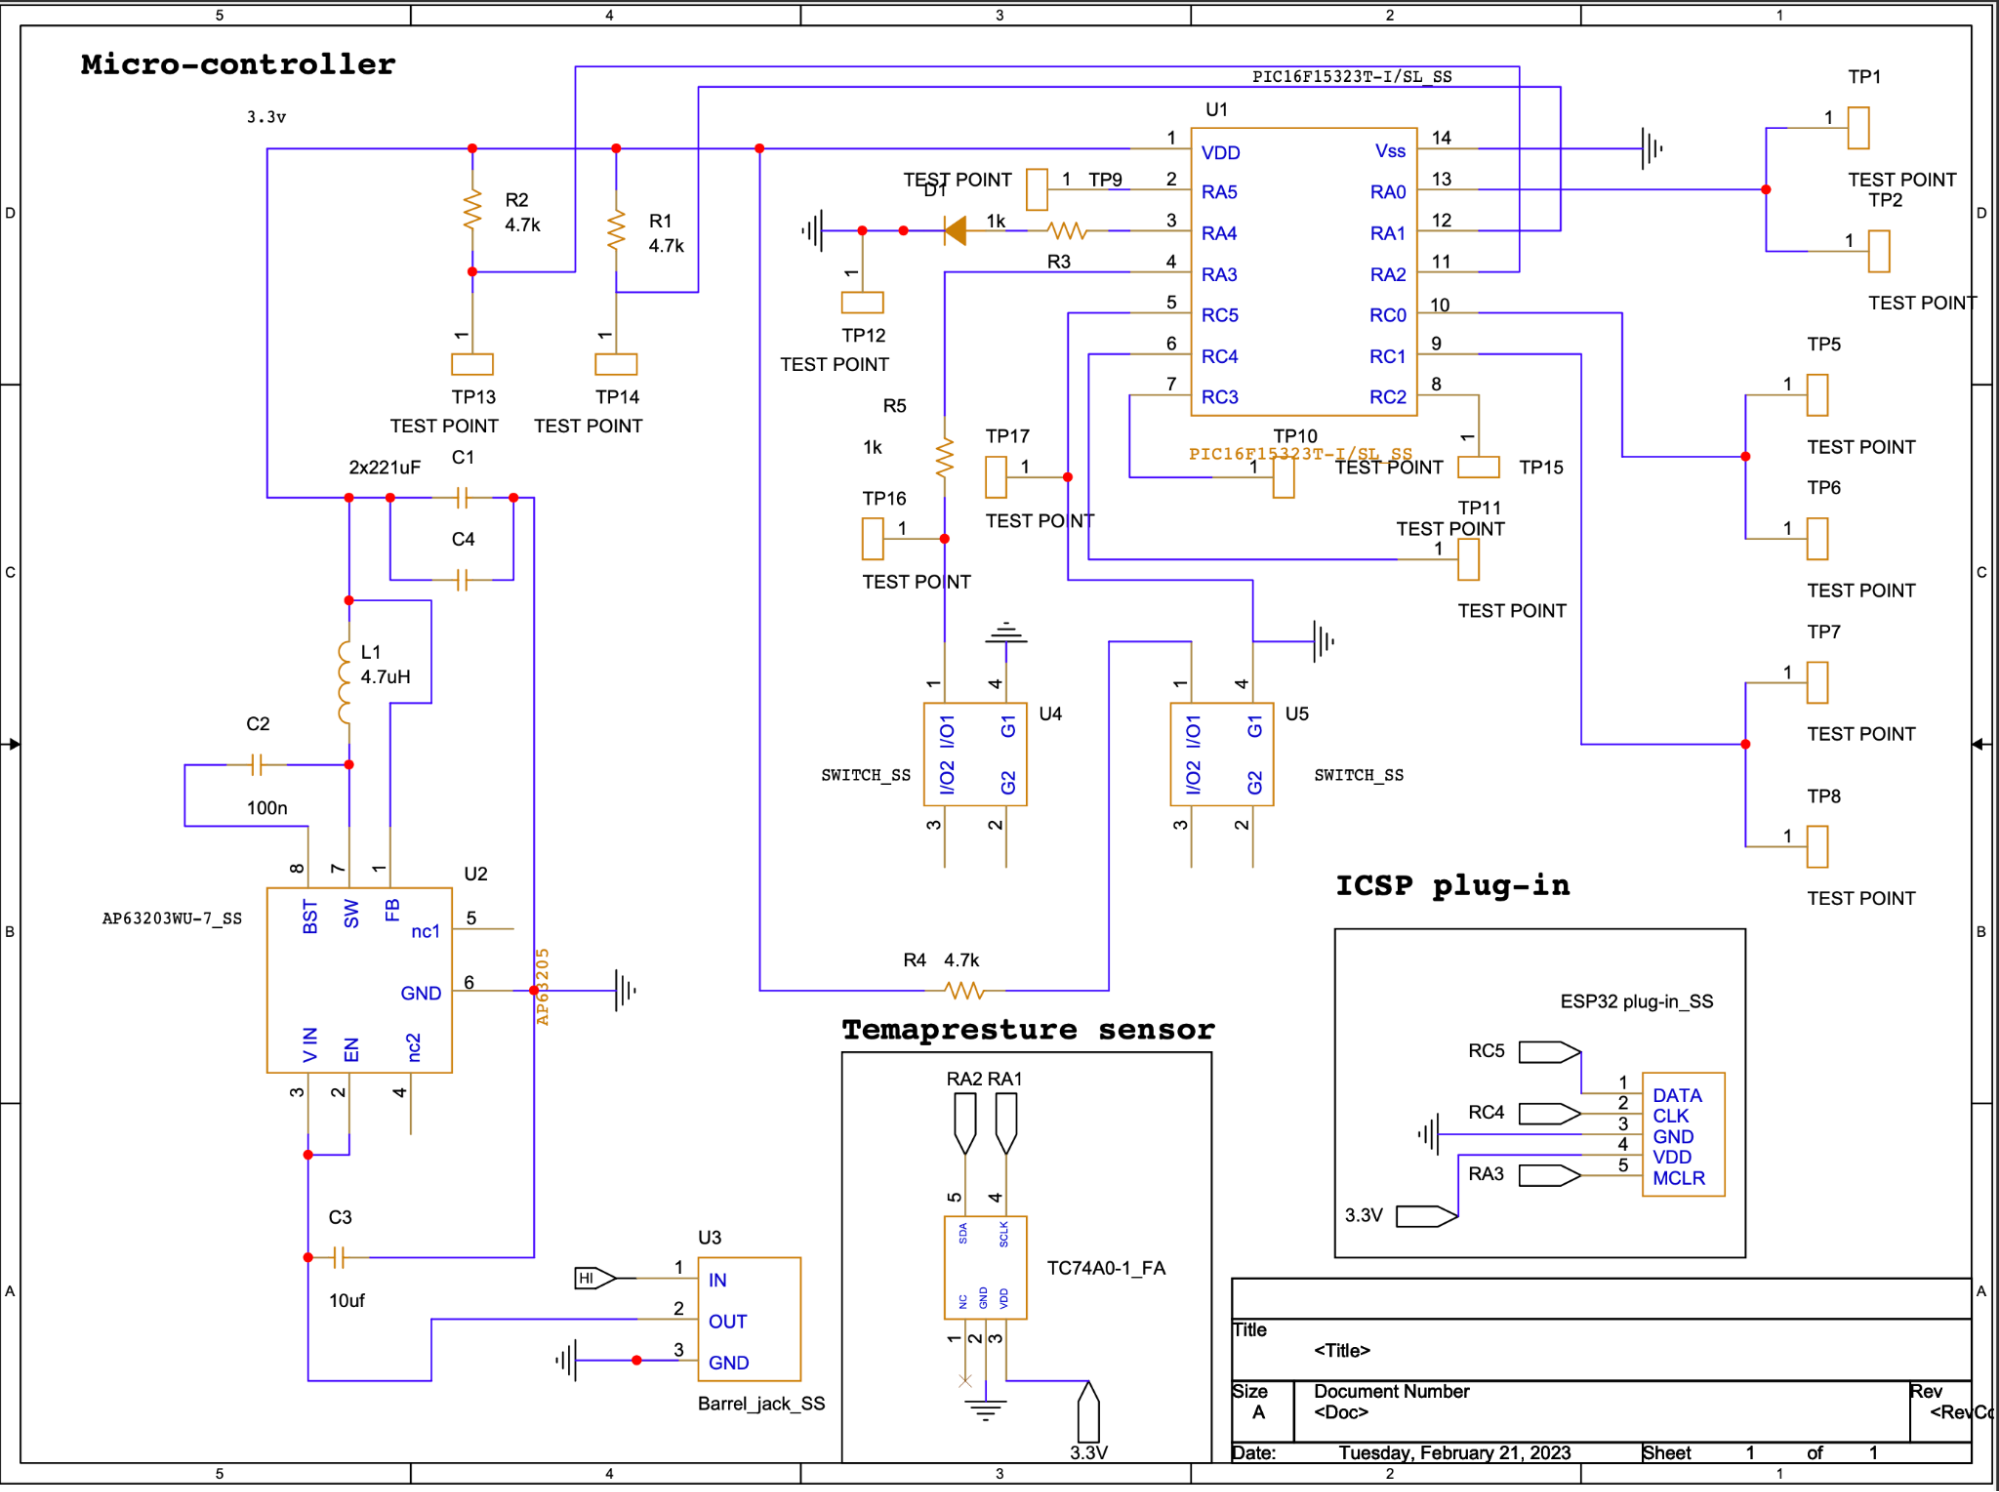 5 4 3 2 1
Micro-controller
3.3v
PIC16F15323T-I/SL_SS
U1
TP1
1
TEST POINT
TP2
1
TEST POINT
D
D
1 VDD Vss 14
2 RA5 RA0 13
3 RA4 RA1 12
4 RA3 RA2 11
5 RC5 RC0 10
6 RC4 RC1 9
7 RC3 RC2 8
TEST POINT
1 TP9
D1
1k
R3
R2
4.7k
R1
4.7k
1
TP12
TEST POINT
1
TP13
TEST POINT
1
TP14
TEST POINT
TP5
1
TEST POINT
TP6
1
TEST POINT
TP7
1
TEST POINT
TP8
1
TEST POINT
R5
1k
TP17
1
TEST POINT
TP16
1
TEST POINT
TP10
PIC16F15323T-I/SL_SS
1
TEST POINT
1
TP15
TP11
TEST POINT
1
TEST POINT
2x221uF
C1
C4
C
C
L1
4.7uH
C2
100n
1 4
I/O1 G1
I/O2 G2
3 2
U4
SWITCH_SS
1 4
I/O1 G1
I/O2 G2
3 2
U5
SWITCH_SS
8 7 1
U2
AP63203WU-7_SS
BST SW FB
nc1 5
GND 6
V IN EN nc2
3 2 4
AP63205
B
B
R4 4.7k
ICSP plug-in
ESP32 plug-in_SS
RC5
RC4
RA3
3.3V
1 DATA
2 CLK
3 GND
4 VDD
5 MCLR
Temapresture sensor
RA2 RA1
5 4
SDA SCLK
NC GND VDD
1 2 3
TC74A0-1_FA
3.3V
C3
10uf
U3
HI
1 IN
2 OUT
3 GND
Barrel_jack_SS
A
A
Title
<Title>
Size
A
Document Number
<Doc>
Rev
<RevCo
Date: Tuesday, February 21, 2023 Sheet 1 of 1
5 4 3 2 1